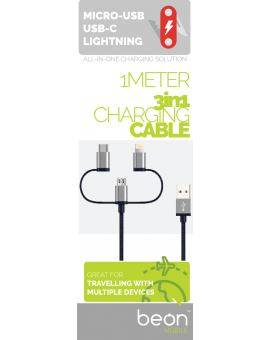 MICRO-USB
USB-C
LIGHTNING
ALL-IN-ONE CHARGING SOLUTION
1METER
3in1
CHARGING
CABLE
GREAT FOR
TRAVELLING WITH
MULTIPLE DEVICES
beon
MOBILE